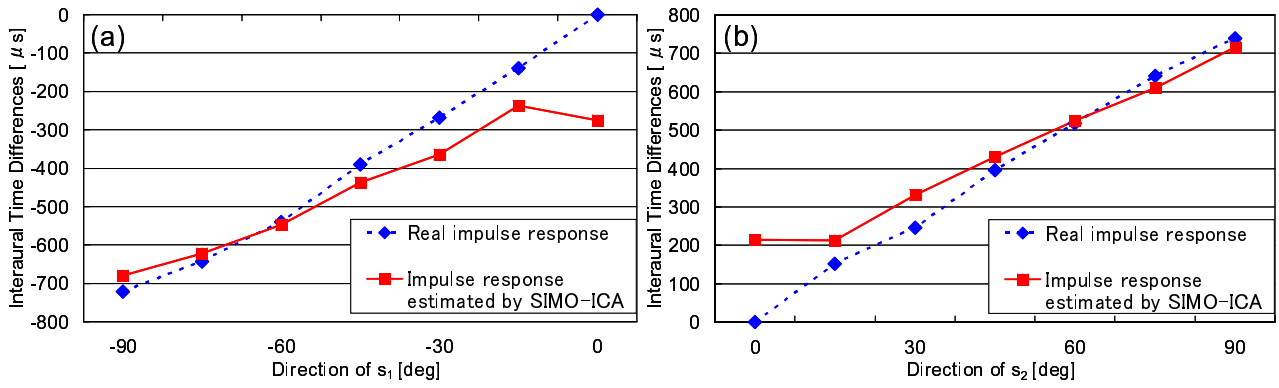 (a)
Interaural Time Differences [ μs]
0
-100
-200
-300
-400
-500
-600
-700
-800
-90
-60
-30
0
Direction of s1 [deg]
Real impulse response
Impulse response
estimated by SIMO-ICA
(b)
Interaural Time Differences [ μs]
800
700
600
500
400
300
200
100
0
0
30
60
90
Direction of s2 [deg]
Real impulse response
Impulse response
estimated by SIMO-ICA